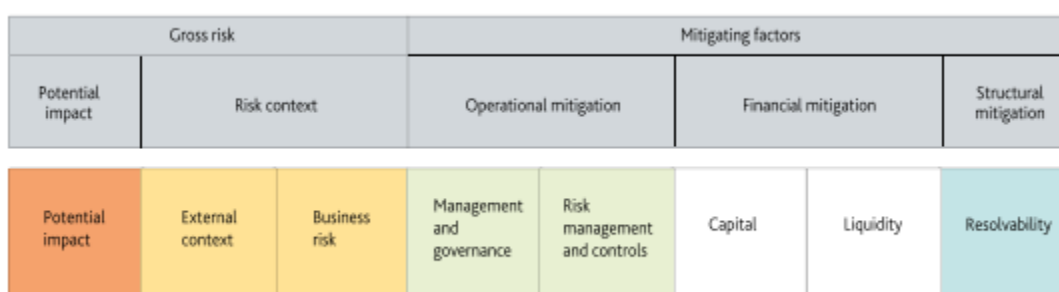 Gross risk
Mitigating factors
Potential
impact
Risk context
Operational mitigation
Financial mitigation
Structural
mitigation
Potential
impact
External
context
Business
risk
Management
and
governance
Risk
management
and controls
Capital
Liquidity
Resolvability